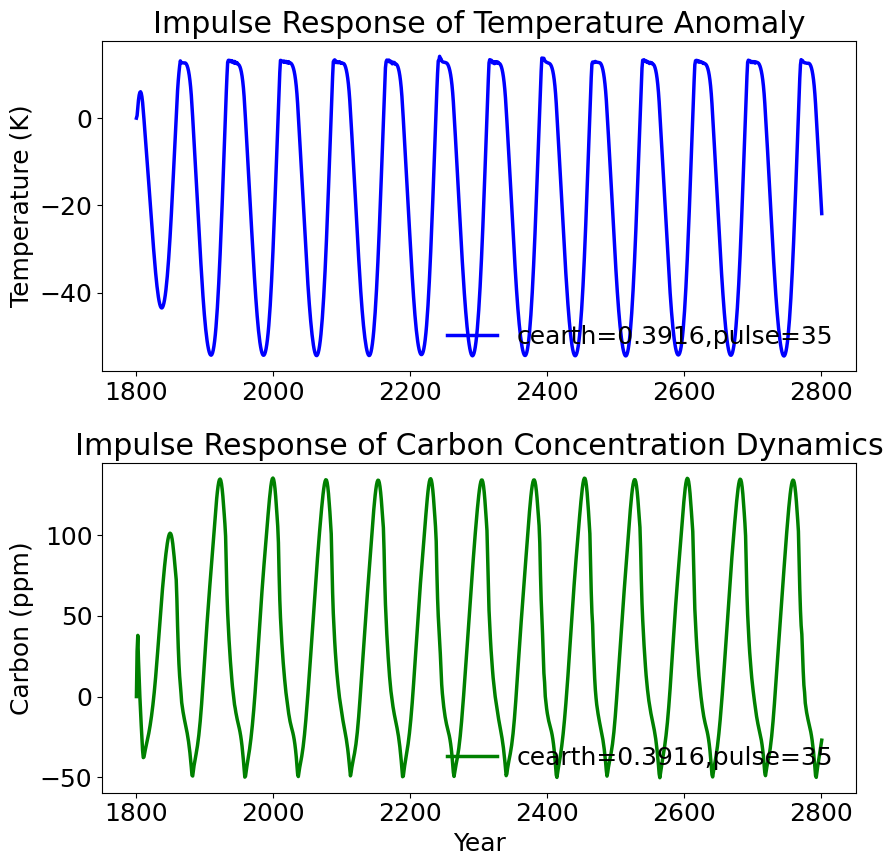 Impulse Response of Temperature Anomaly
Temperature (K)
0
−20
−40
cearth=0.3916,pulse=35
1800 2000 2200 2400 2600 2800
Impulse Response of Carbon Concentration Dynamics
Carbon (ppm)
100
50
0
−50
cearth=0.3916,pulse=35
1800 2000 2200 2400 2600 2800
Year